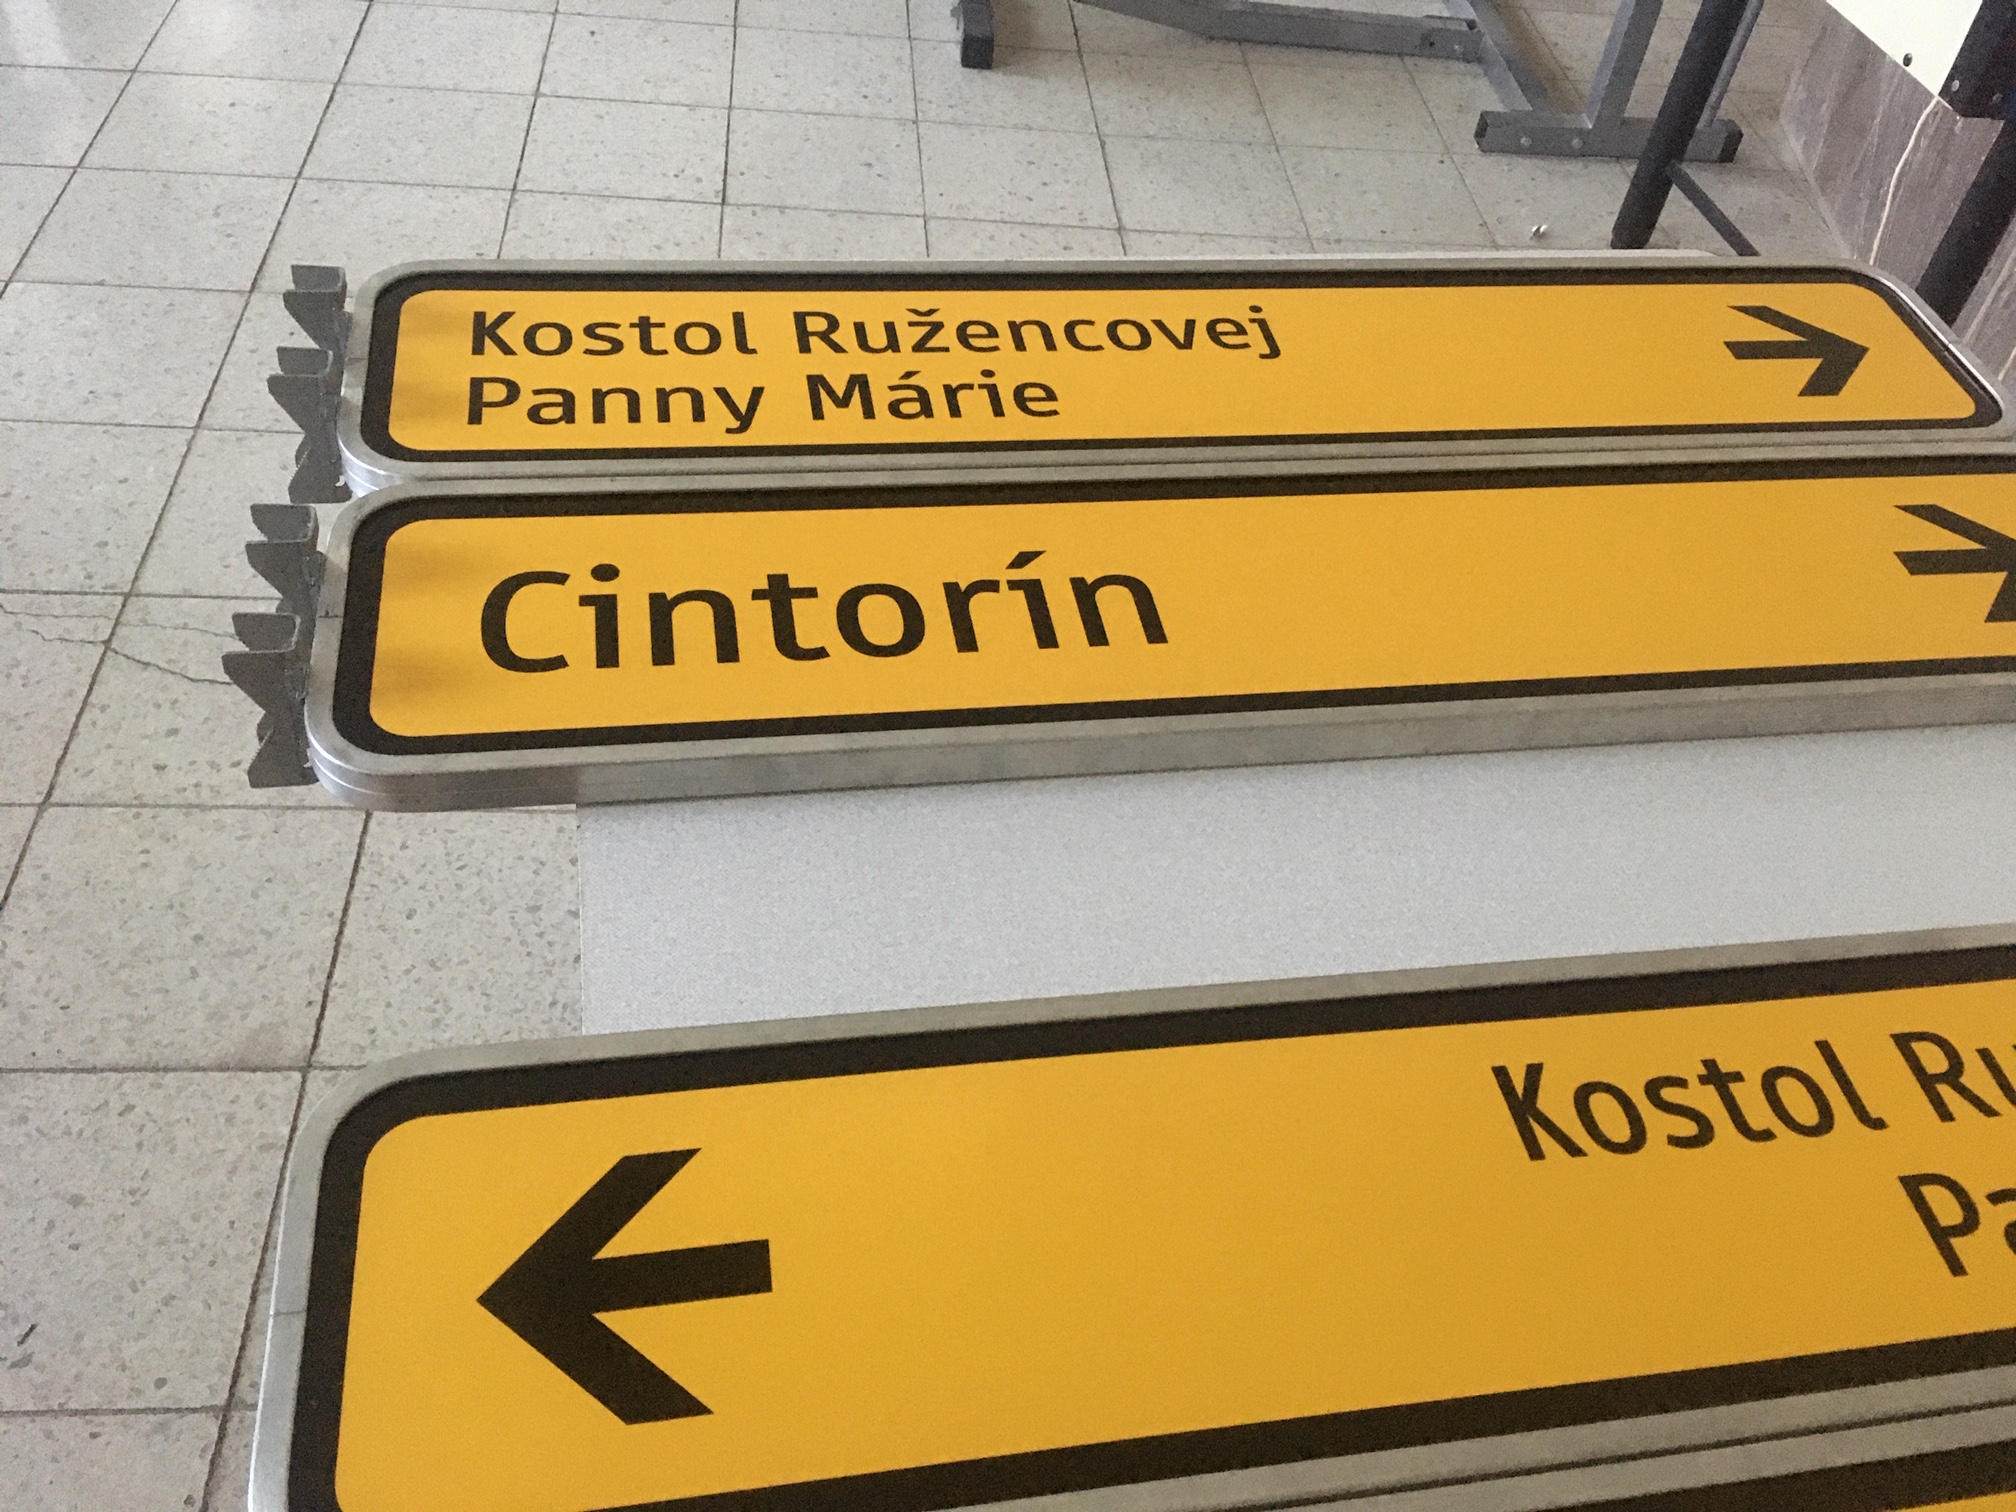 Kostol Ružencovej
Panny Márie
Cintorín
Kostol